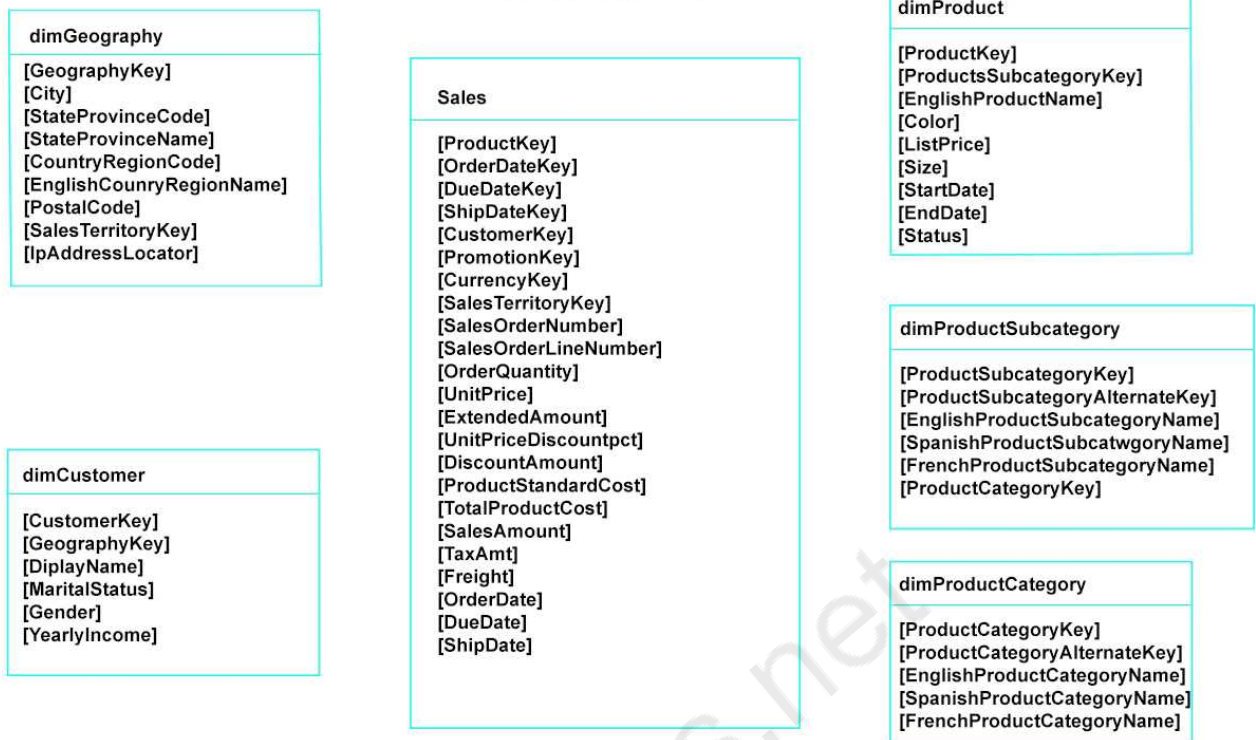 dimGeography
[GeographyKey]
[City]
[StateProvinceCode]
[StateProvinceName]
[CountryRegionCode]
[EnglishCounryRegionName]
[PostalCode]
[SalesTerritoryKey]
[IpAddressLocator]
dimCustomer
[CustomerKey]
[GeographyKey]
[DiplayName]
[MaritalStatus]
[Gender]
[YearlyIncome]
Sales
[ProductKey]
[OrderDateKey]
[DueDateKey]
[ShipDateKey]
[CustomerKey]
[PromotionKey]
[CurrencyKey]
[SalesTerritoryKey]
[SalesOrderNumber]
[SalesOrderLineNumber]
[OrderQuantity]
[UnitPrice]
[ExtendedAmount]
[UnitPriceDiscountpct]
[DiscountAmount]
[ProductStandardCost]
[TotalProductCost]
[SalesAmount]
[TaxAmt]
[Freight]
[OrderDate]
[DueDate]
[ShipDate]
dimProduct
[ProductKey]
[ProductsSubcategoryKey]
[EnglishProductName]
[Color]
[ListPrice]
[Size]
[StartDate]
[EndDate]
[Status]
dimProductSubcategory
[ProductSubcategoryKey]
[ProductSubcategoryAlternateKey]
[EnglishProductSubcategoryName]
[SpanishProductSubcatwgoryName]
[FrenchProductSubcategoryName]
[ProductCategoryKey]
dimProductCategory
[ProductCategoryKey]
[ProductCategoryAlternateKey]
[EnglishProductCategoryName]
[SpanishProductCategoryName]
[FrenchProductCategoryName]
s.net